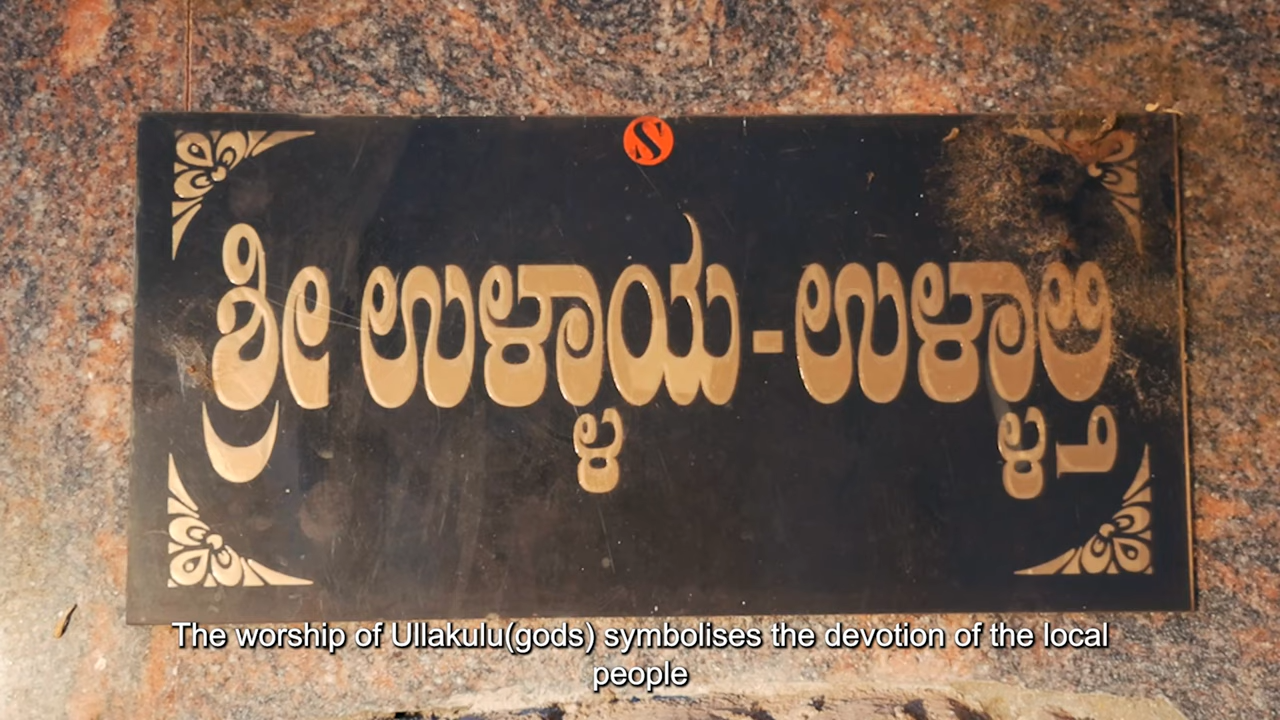 S
ಶ್ರೀ ಉಳ್ಳಾಯ-ಉಳ್ಳಾಲ್ತಿ
The worship of Ullakulu(gods) symbolises the devotion of the local
people